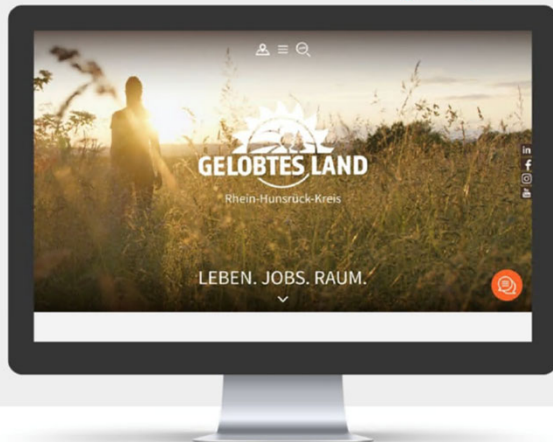 GELOBTES LAND
Rhein-Hunsrück-Kreis
LEBEN. JOBS. RAUM.